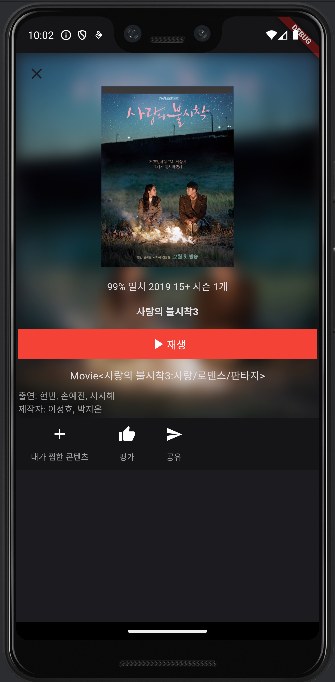 10:02
DEBUG
사랑의 불시착
99% 일치 2019 15+ 시즌 1개
사랑의 불시착3
재생
Movie<사랑의 불시착3:사랑/로맨스/판타지>
출연: 현빈, 손예진, 서지혜
제작자: 이정효, 박지은
내가 찜한 콘텐츠
평가
공유